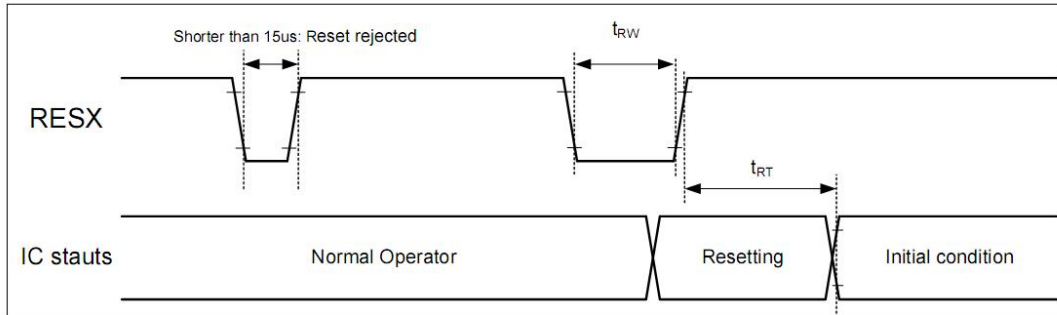 Shorter than 15us: Reset rejected
tRW
RESX
tRT
IC stauts
Normal Operator
Resetting
Initial condition